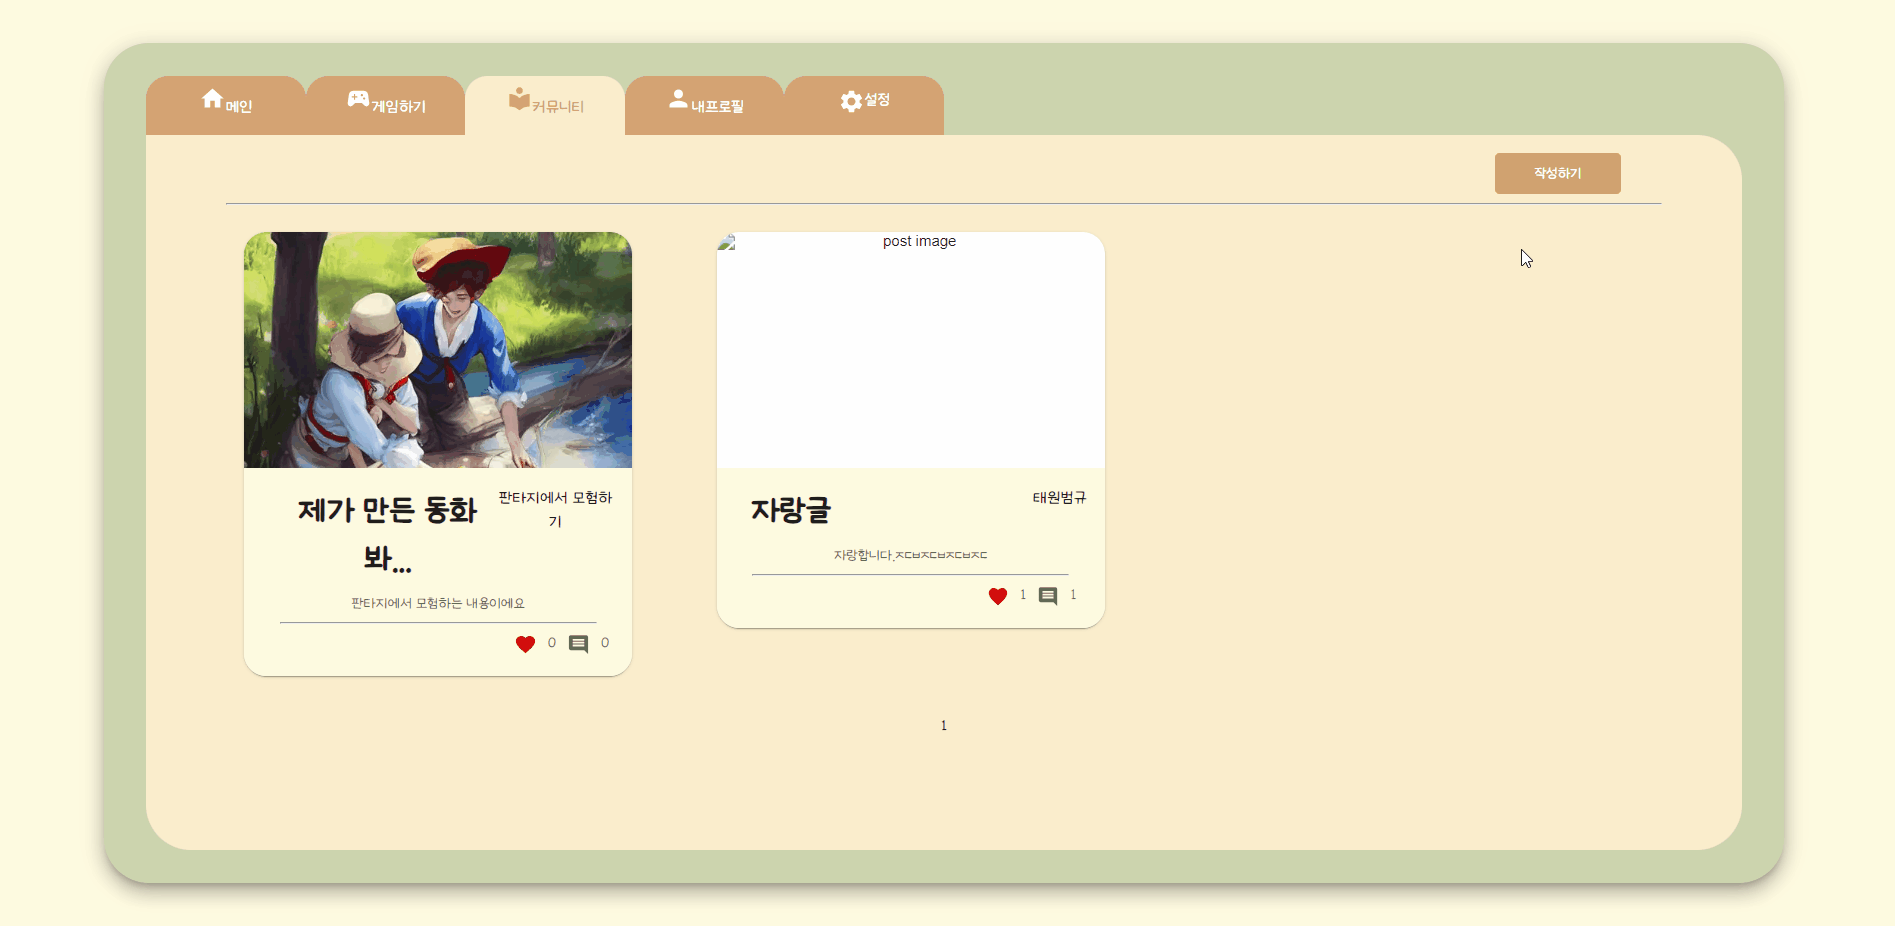 메인
게임하기
커뮤니티
내프로필
설정
작성하기
제가 만든 동화
봐...
판타지에서 모험하
기
판타지에서 모험하는 내용이에요
0 0
post image
자랑글
태원범규
자랑합니다.ㅈㄷㅂㅈㄷㅂㅈㄷㅂㅈㄷ
1 1
1